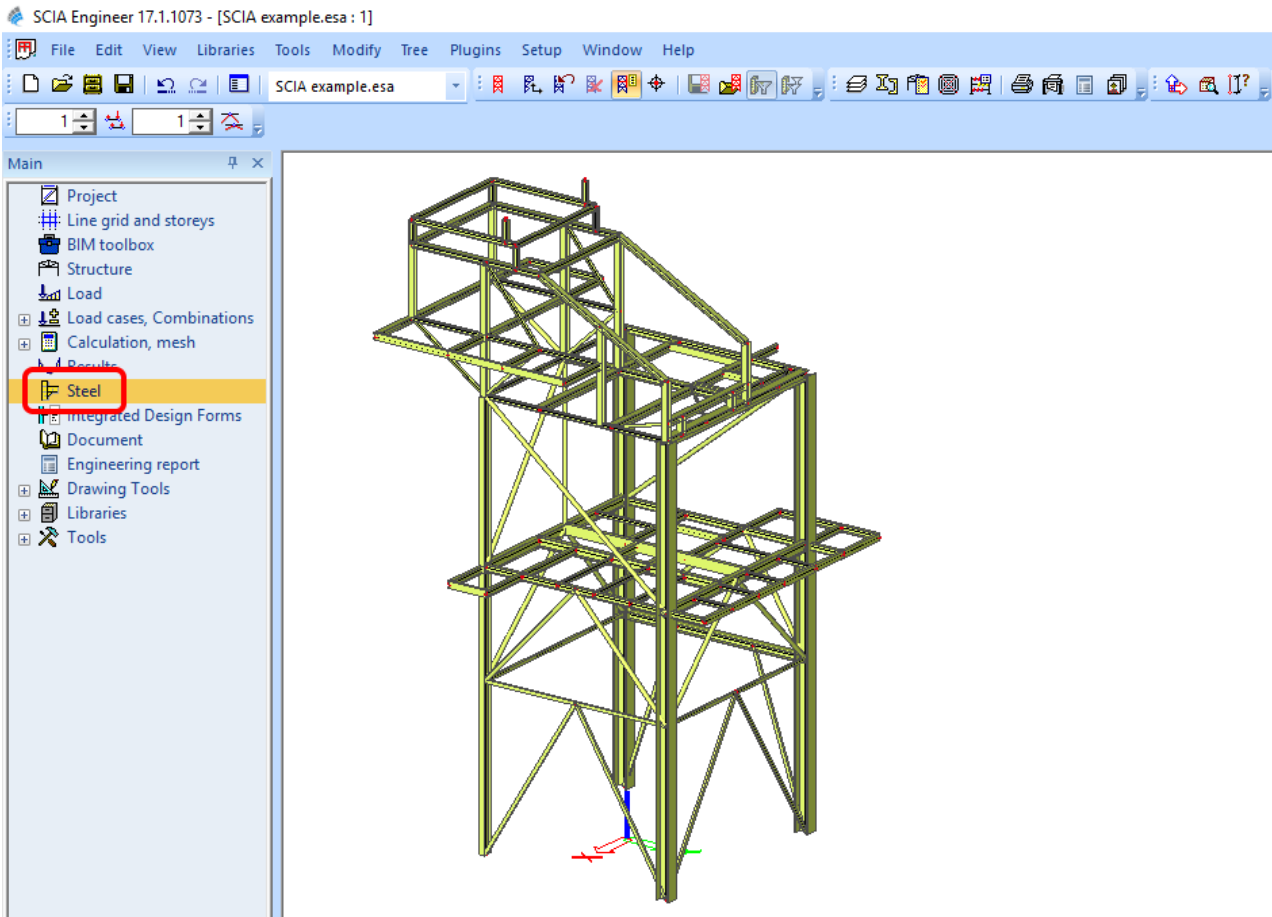 SCIA Engineer 17.1.1073 - [SCIA example.esa : 1]
File Edit View Libraries Tools Modify Tree Plugins Setup Window Help
SCIA example.esa
1 1
Main
Project
Line grid and storeys
BIM toolbox
Structure
Load
Load cases, Combinations
Calculation, mesh
Results
Steel
Integrated Design Forms
Document
Engineering report
Drawing Tools
Libraries
Tools